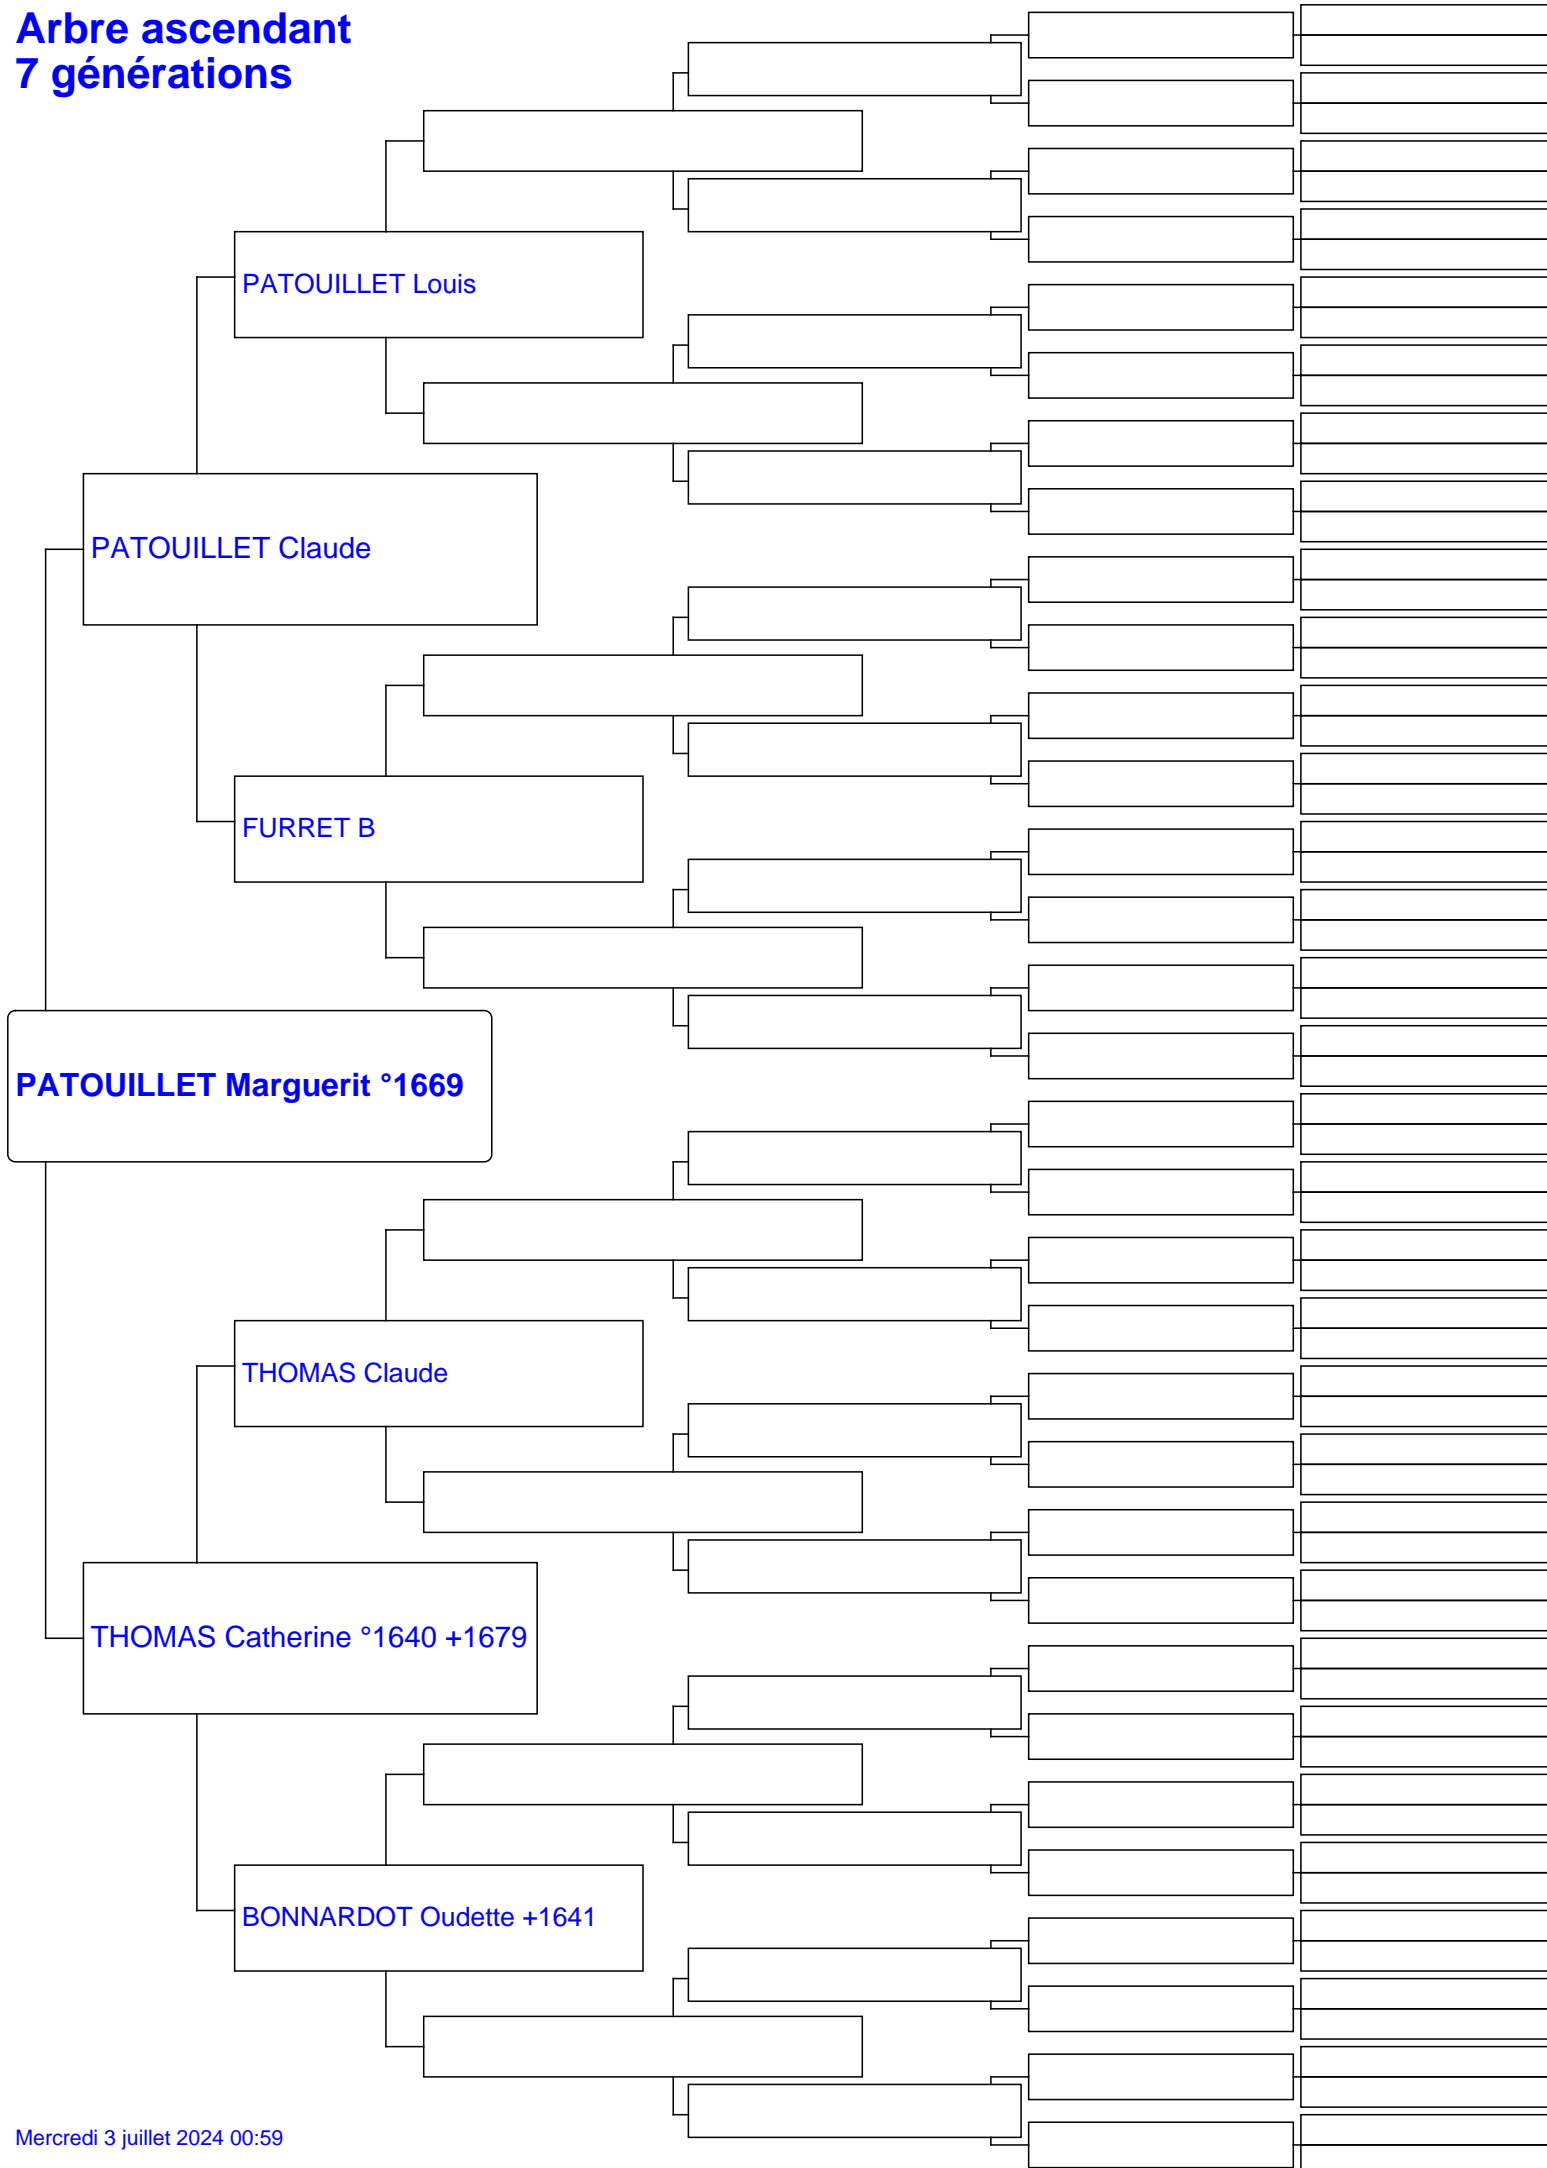 Arbre ascendant
7 générations
PATOUILLET Louis
PATOUILLET Claude
FURRET B
PATOUILLET Marguerit °1669
THOMAS Claude
THOMAS Catherine °1640 +1679
BONNARDOT Oudette +1641
Mercredi 3 juillet 2024 00:59